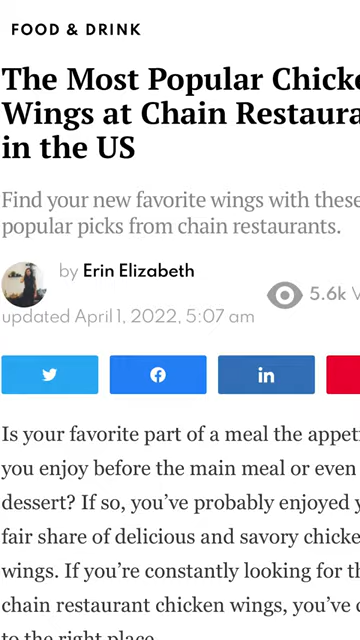 FOOD & DRINK
The Most Popular Chicke
Wings at Chain Restaura
in the US
Find your new favorite wings with these
popular picks from chain restaurants.
by Erin Elizabeth
5.6k V
updated April 1, 2022, 5:07 am
Is your favorite part of a meal the appet
you enjoy before the main meal or even
dessert? If so, you’ve probably enjoyed y
fair share of delicious and savory chicke
wings. If you’re constantly looking for th
chain restaurant chicken wings, you’ve c
to the right place